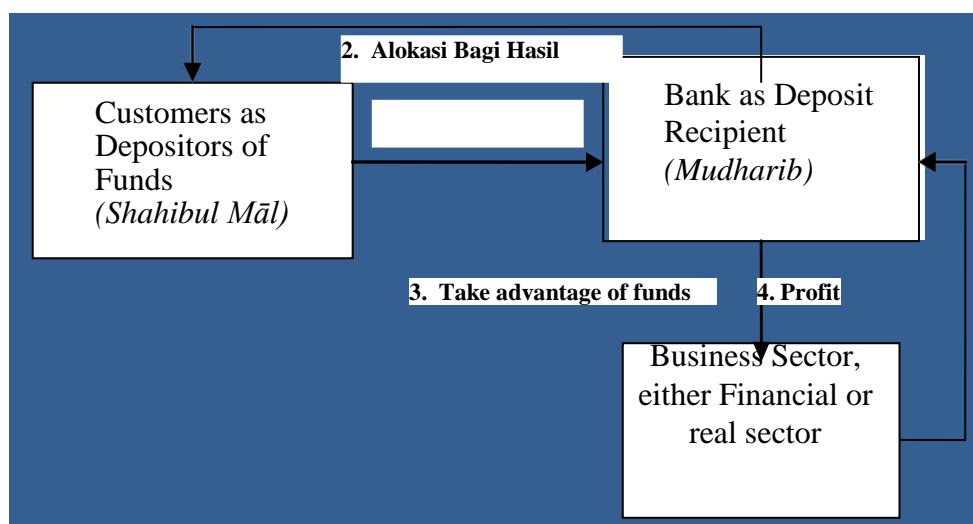 2. Alokasi Bagi Hasil
Customers as
Depositors of
Funds
(Shahibul Māl)
Bank as Deposit
Recipient
(Mudharib)
3. Take advantage of funds
4. Profit
Business Sector,
either Financial or
real sector